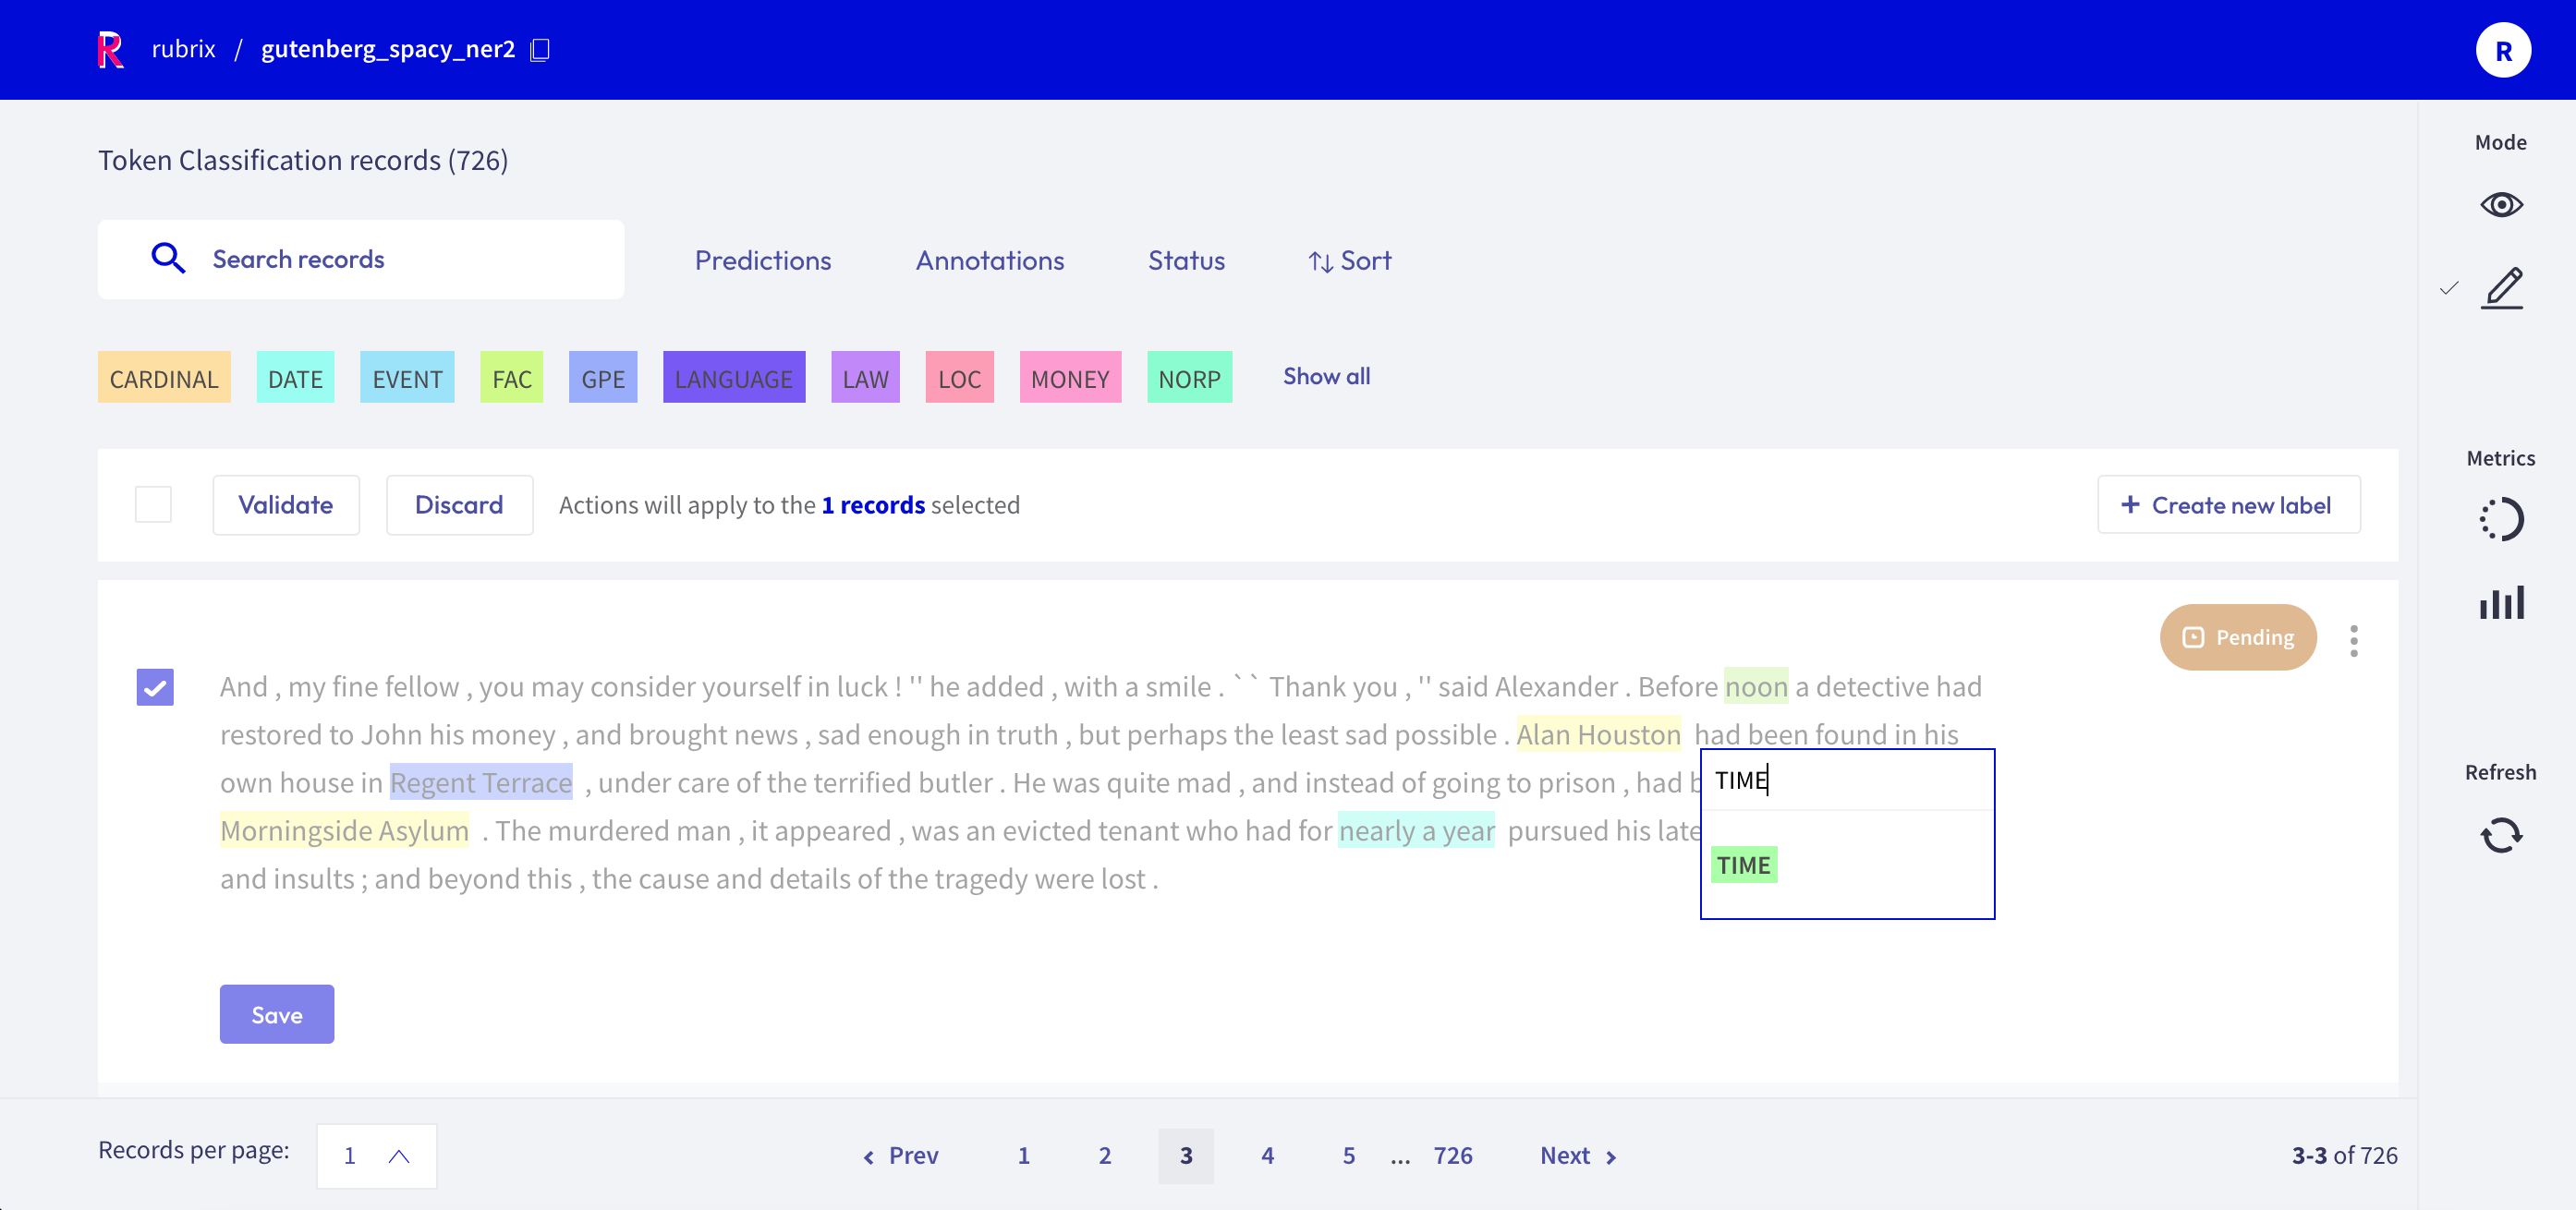 R rubrix / gutenberg_spacy_ner2 R
Token Classification records (726)
Mode
Search records Predictions Annotations Status Sort
CARDINAL DATE EVENT FAC GPE LANGUAGE LAW LOC MONEY NORP Show all
Metrics
Validate Discard Actions will apply to the 1 records selected + Create new label
Pending
And , my fine fellow , you may consider yourself in luck ! '' he added , with a smile . `` Thank you , '' said Alexander . Before noon a detective had
restored to John his money , and brought news , sad enough in truth , but perhaps the least sad possible . Alan Houston had been found in his
own house in Regent Terrace , under care of the terrified butler . He was quite mad , and instead of going to prison , had
Morningside Asylum . The murdered man , it appeared , was an evicted tenant who had for nearly a year pursued his
and insults ; and beyond this , the cause and details of the tragedy were lost .
TIME
TIME
Refresh
Save
Records per page: 1 Prev 1 2 3 4 5 ... 726 Next 3-3 of 726